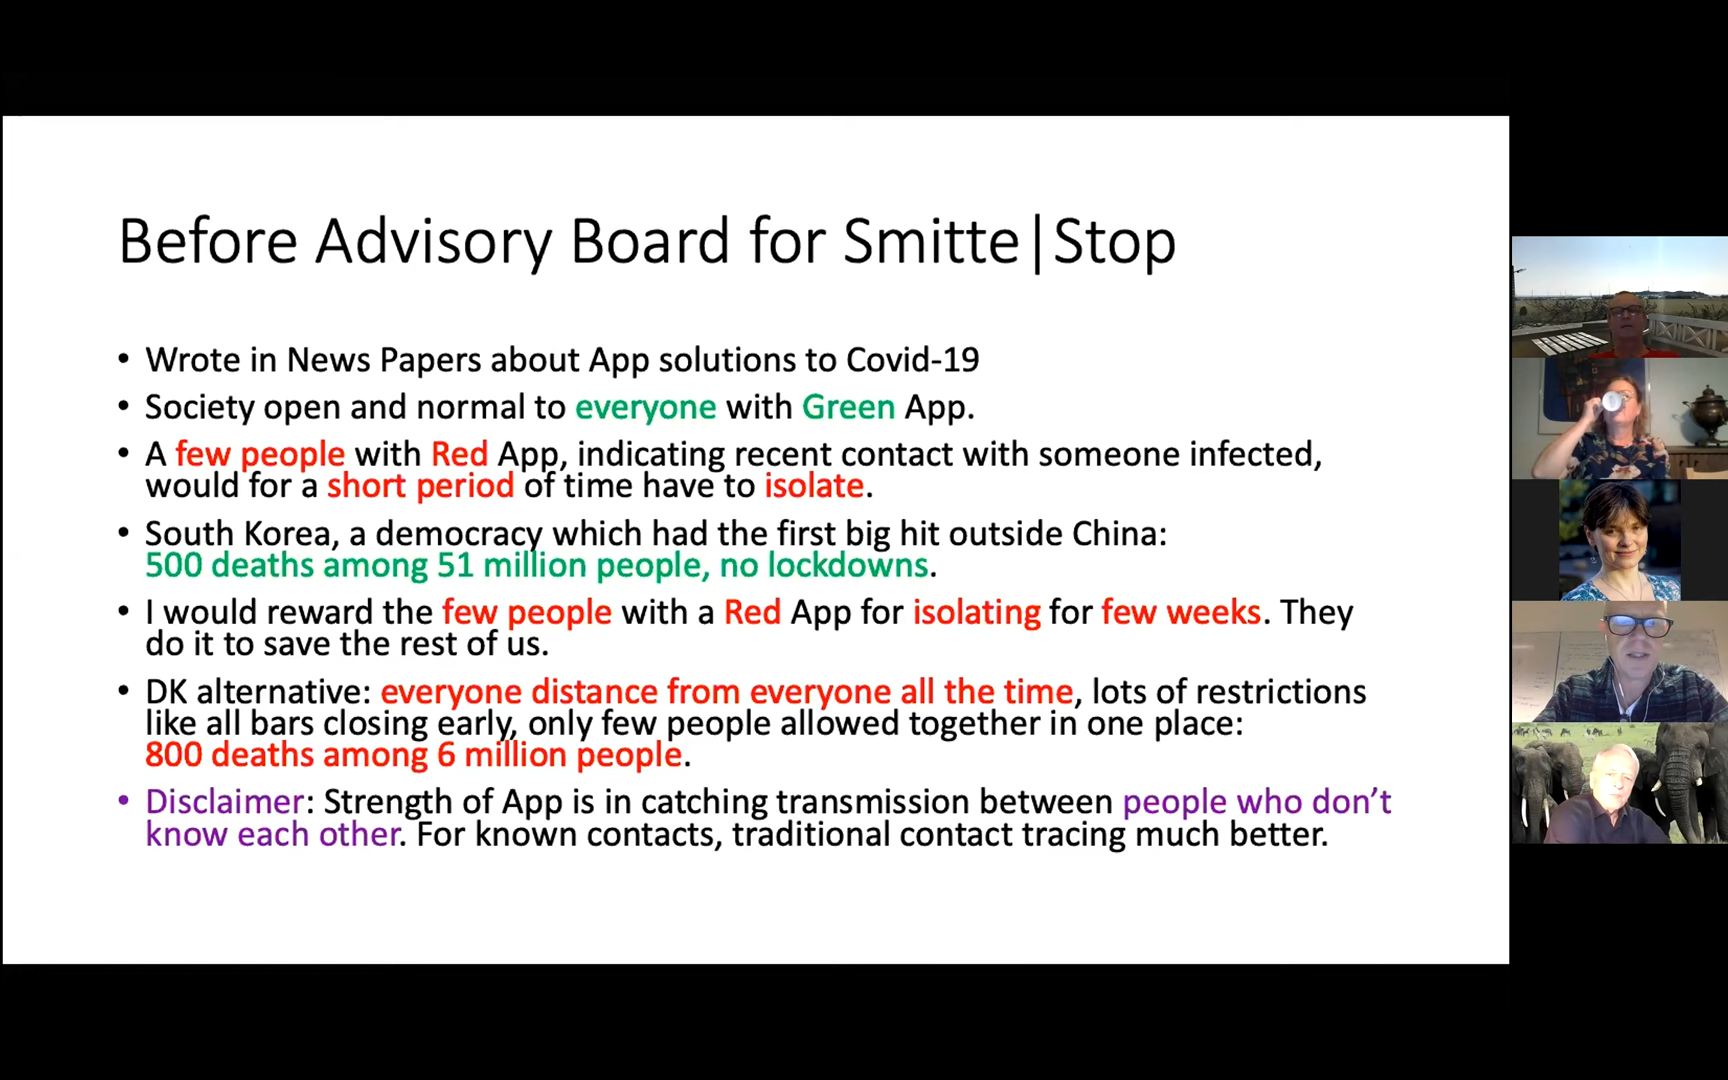 Before Advisory Board for Smitte|Stop
• Wrote in News Papers about App solutions to Covid-19
• Society open and normal to everyone with Green App.
• A few people with Red App, indicating recent contact with someone infected,
would for a short period of time have to isolate.
• South Korea, a democracy which had the first big hit outside China:
500 deaths among 51 million people, no lockdowns.
• I would reward the few people with a Red App for isolating for few weeks. They
do it to save the rest of us.
• DK alternative: everyone distance from everyone all the time, lots of restrictions
like all bars closing early, only few people allowed together in one place:
800 deaths among 6 million people.
• Disclaimer: Strength of App is in catching transmission between people who don’t
know each other. For known contacts, traditional contact tracing much better.